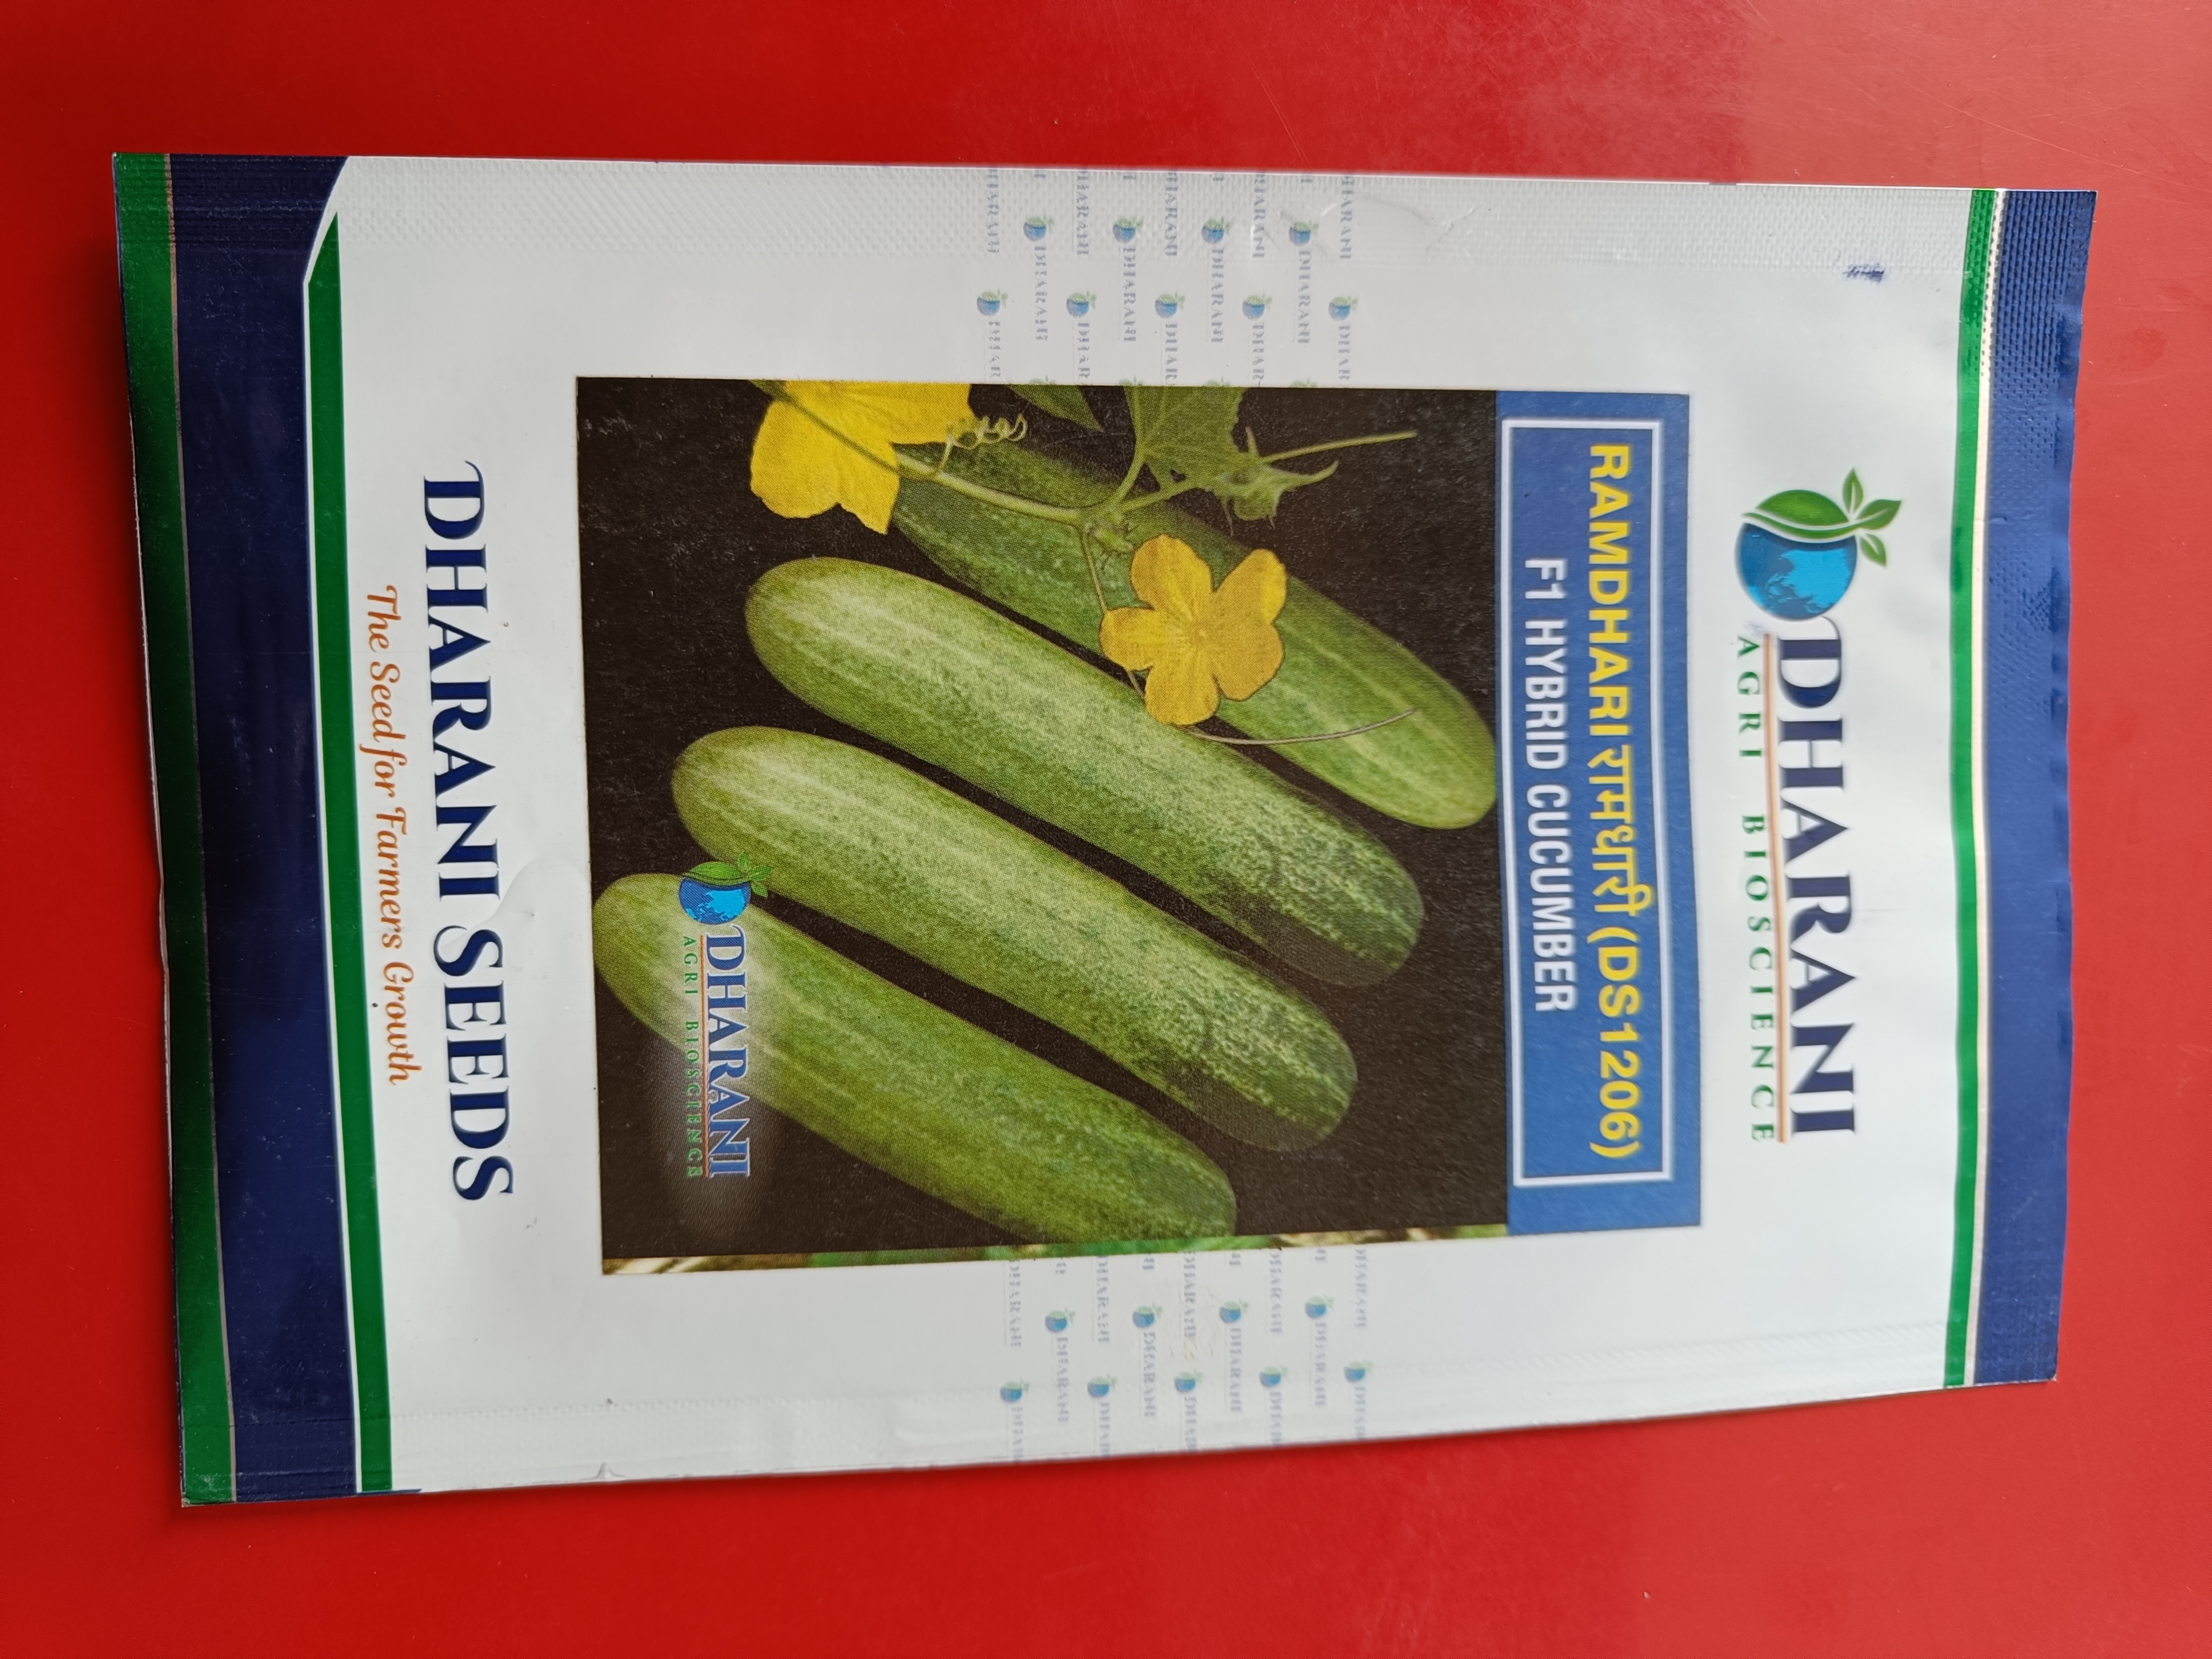 DHARANI
AGRI BIOSCIENCE
RAMDHARI रामधारी (DS1206)
F1 HYBRID CUCUMBER
DHARANI
AGRI BIOSCIENCE
DHARANI SEEDS
The Seed for Farmers Growth